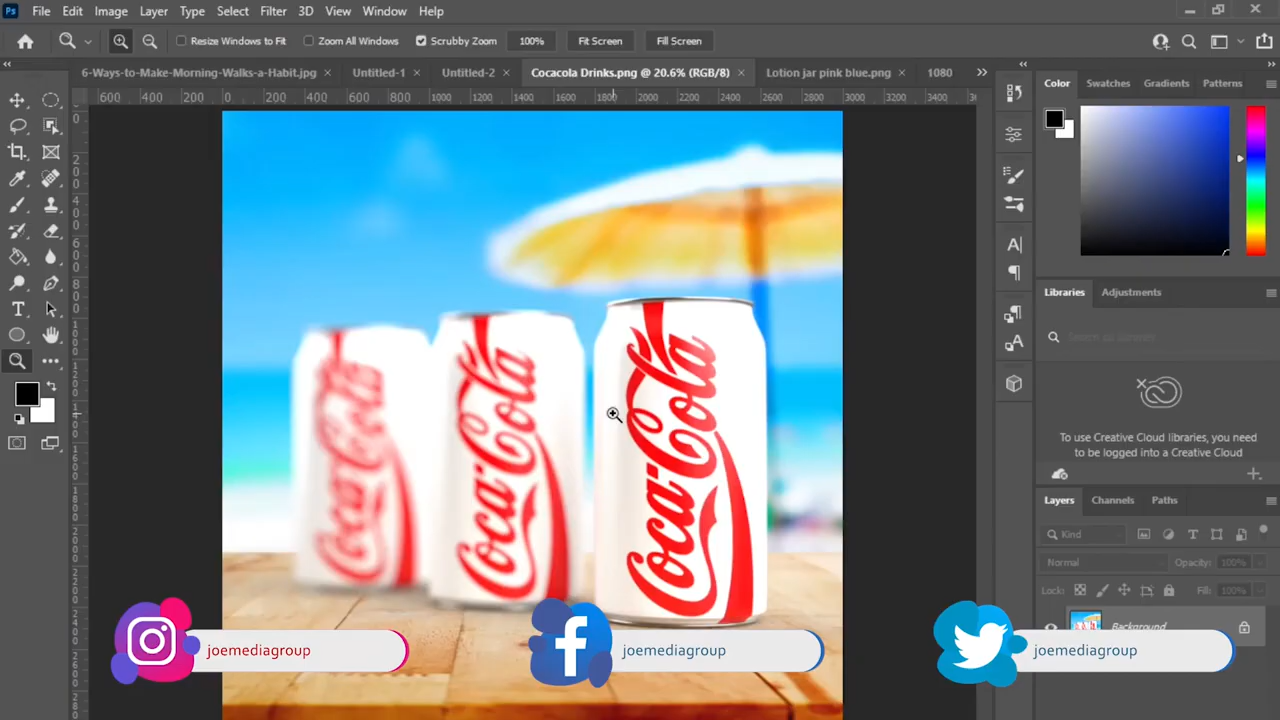 Ps File Edit Image Layer Type Select Filter 3D View Window Help
Resize Windows to Fit Zoom All Windows Scrubby Zoom 100% Fit Screen Fill Screen
6-Ways-to-Make-Morning-Walks-a-Habit.jpg × Untitled-1 × Untitled-2 × Cocacola Drinks.png @ 20.6% (RGB/8) × Lotion jar pink blue.png × 1080
600 400 200 0 200 400 600 800 1000 1200 1400 1600 1800 2000 2200 2400 2600 2800 3000 3200 3400
Color Swatches Gradients Patterns
Libraries Adjustments
Coca-Cola
Coca-Cola
Coca-Cola
To use Creative Cloud libraries, you need
to be logged into a Creative Cloud
Layers Channels Paths
Kind
Normal Opacity: 100%
Lock: Fill: 100%
Background
joemediagroup
joemediagroup
joemediagroup